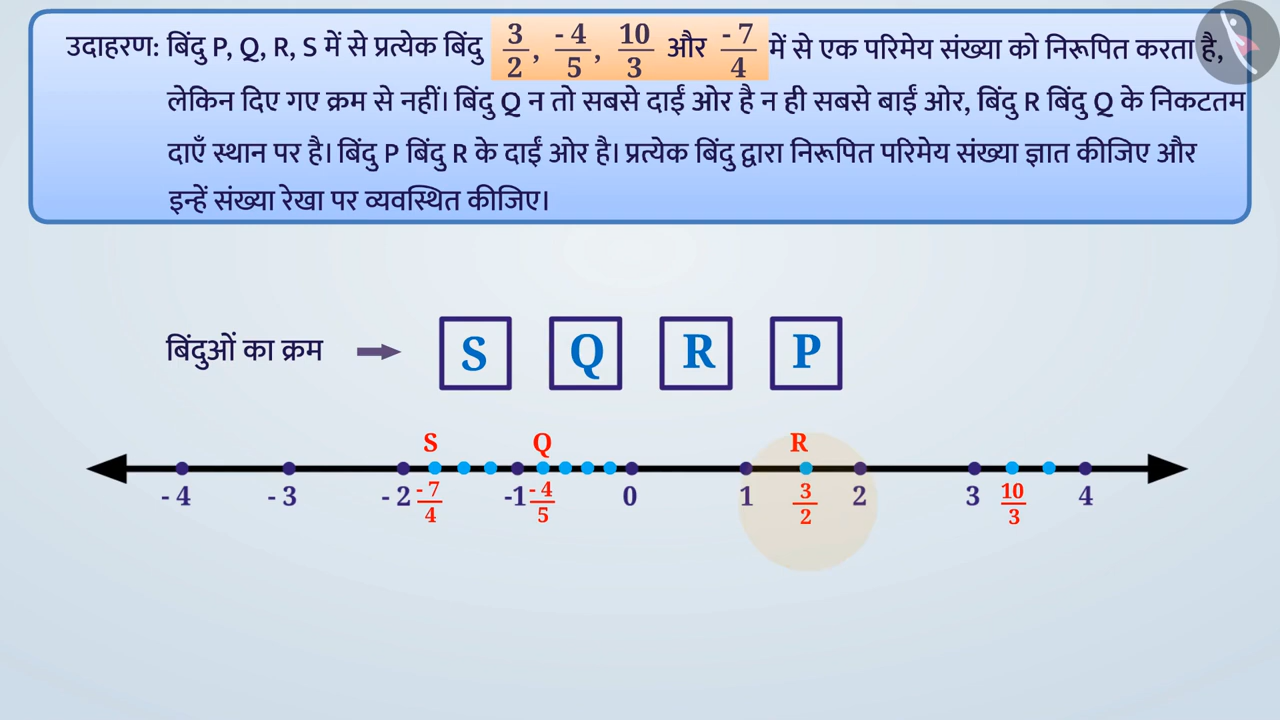 उदाहरण: बिंदु P, Q, R, S में से प्रत्येक बिंदु 3/2, -4/5, 10/3 और -7/4 में से एक परिमेय संख्या को निरूपित करता है,
लेकिन दिए गए क्रम से नहीं। बिंदु Q न तो सबसे दाईं ओर है न ही सबसे बाईं ओर, बिंदु R बिंदु Q के निकटतम
दाएँ स्थान पर है। बिंदु P बिंदु R के दाईं ओर है। प्रत्येक बिंदु द्वारा निरूपित परिमेय संख्या ज्ञात कीजिए और
इन्हें संख्या रेखा पर व्यवस्थित कीजिए।
बिंदुओं का क्रम S Q R P
S Q R
-4 -3 -2 -7/4 -1 -4/5 0 1 3/2 2 3 10/3 4